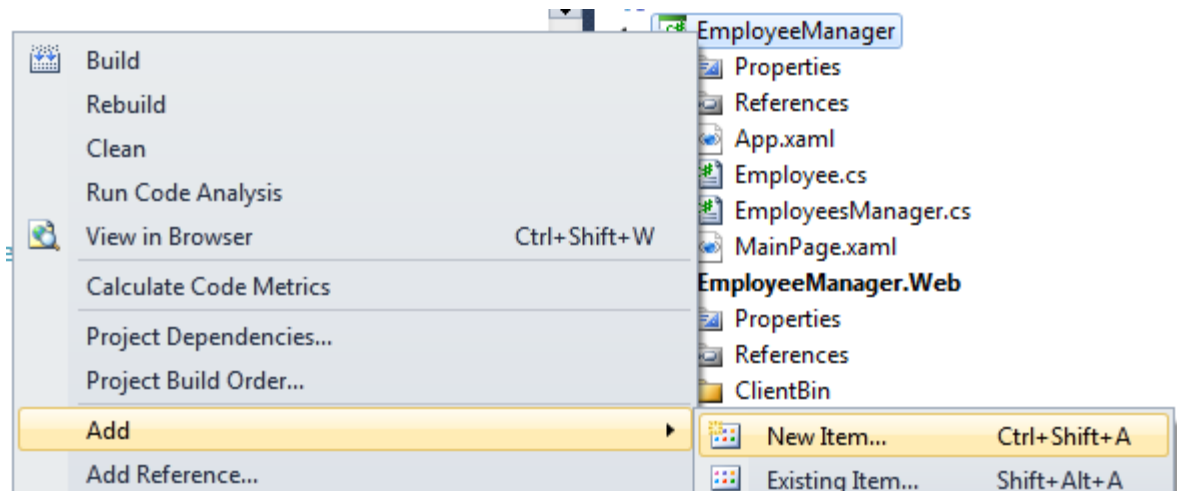 EmployeeManager
Build
Properties
Rebuild
References
Clean
App.xaml
Run Code Analysis
Employee.cs
EmployeesManager.cs
View in Browser Ctrl+Shift+W
MainPage.xaml
Calculate Code Metrics
EmployeeManager.Web
Properties
Project Dependencies...
References
Project Build Order...
ClientBin
Add
New Item... Ctrl+Shift+A
Add Reference...
Existing Item... Shift+Alt+A